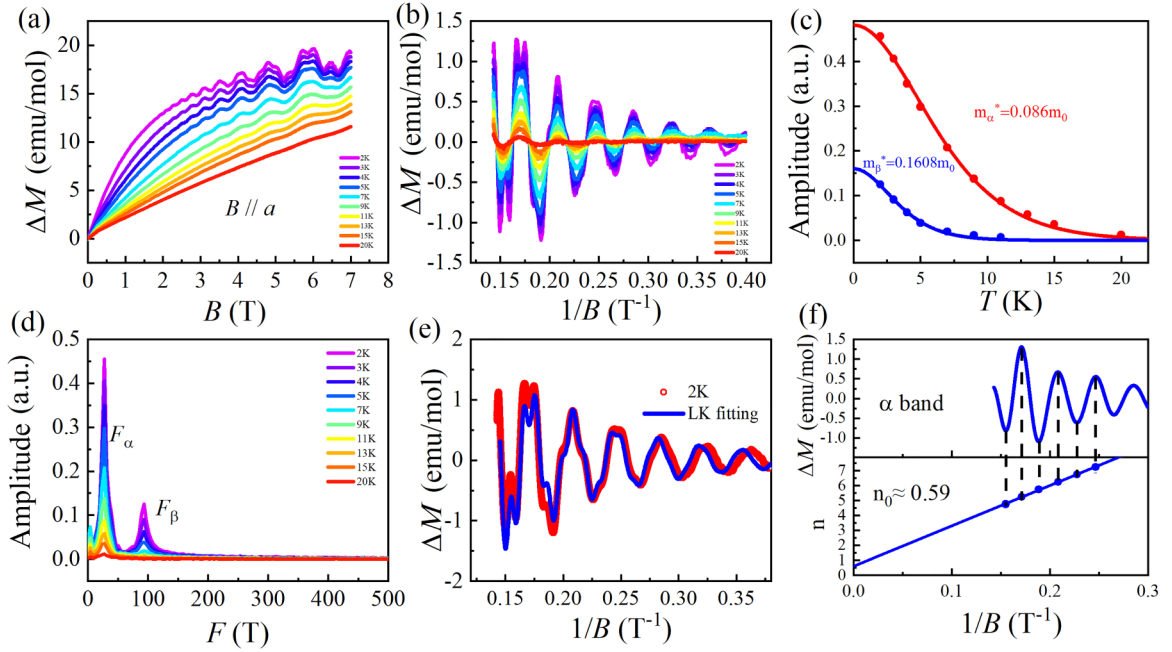 (a)
ΔM (emu/mol)
20
15
10
5
0
B // a
2K
3K
4K
5K
7K
9K
11K
13K
15K
20K
0 1 2 3 4 5 6 7 8
B (T)
(b)
ΔM (emu/mol)
1.5
1.0
0.5
0.0
-0.5
-1.0
-1.5
2K
3K
4K
5K
7K
9K
11K
13K
15K
20K
0.15 0.20 0.25 0.30 0.35 0.40
1/B (T⁻¹)
(c)
Amplitude (a.u.)
0.4
0.2
0.0
mα*=0.086m₀
mβ*=0.1608m₀
0 5 10 15 20
T (K)
(d)
Amplitude (a.u.)
0.5
0.4
0.3
0.2
0.1
0.0
Fα
Fβ
2K
3K
4K
5K
7K
9K
11K
13K
15K
20K
0 100 200 300 400 500
F (T)
(e)
ΔM (emu/mol)
2
1
0
-1
-2
2K
LK fitting
0.15 0.20 0.25 0.30 0.35
1/B (T⁻¹)
(f)
ΔM (emu/mol)
1.5
1.0
0.5
0.0
-0.5
-1.0
α band
n
7
6
5
4
3
2
1
0
n₀≈ 0.59
0.0 0.1 0.2 0.3
1/B (T⁻¹)